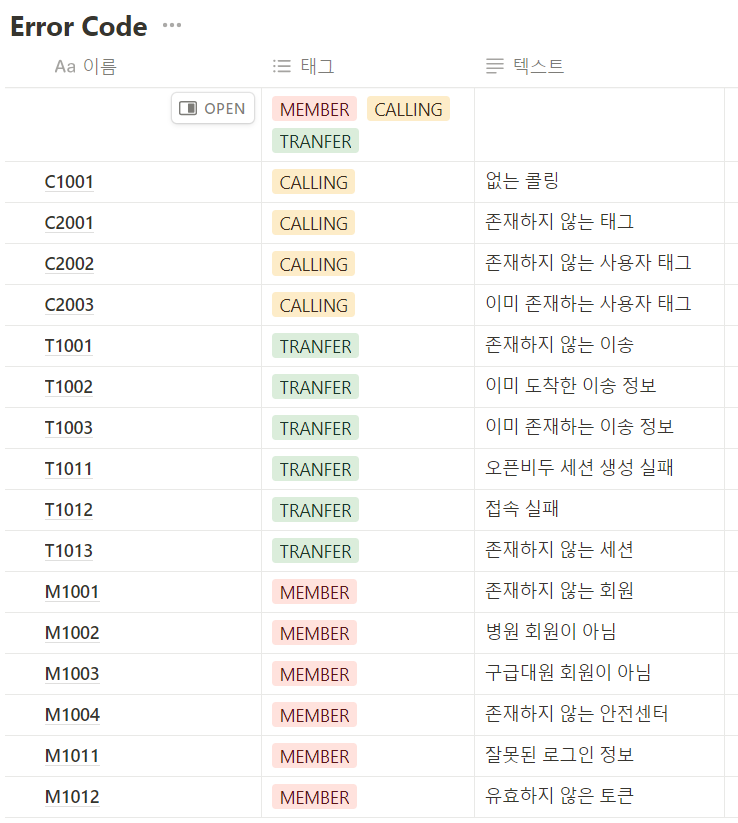 Error Code ...
Aa 이름 태그 텍스트
OPEN MEMBER CALLING
TRANFER
C1001 CALLING 없는 콜링
C2001 CALLING 존재하지 않는 태그
C2002 CALLING 존재하지 않는 사용자 태그
C2003 CALLING 이미 존재하는 사용자 태그
T1001 TRANFER 존재하지 않는 이송
T1002 TRANFER 이미 도착한 이송 정보
T1003 TRANFER 이미 존재하는 이송 정보
T1011 TRANFER 오픈비두 세션 생성 실패
T1012 TRANFER 접속 실패
T1013 TRANFER 존재하지 않는 세션
M1001 MEMBER 존재하지 않는 회원
M1002 MEMBER 병원 회원이 아님
M1003 MEMBER 구급대원 회원이 아님
M1004 MEMBER 존재하지 않는 안전센터
M1011 MEMBER 잘못된 로그인 정보
M1012 MEMBER 유효하지 않은 토큰